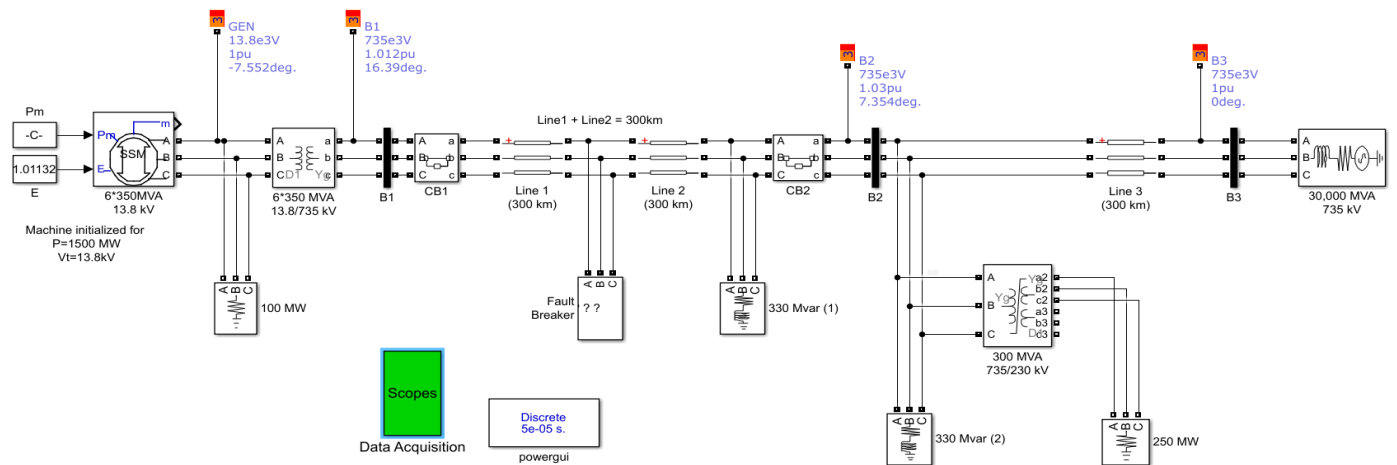 GEN
13.8e3V
1pu
-7.552deg.
B1
735e3V
1.012pu
16.39deg.
B2
735e3V
1.03pu
7.354deg.
B3
735e3V
1pu
0deg.
Pm
-C-
1.01132
E
Pm
m
E
SSM
A
B
C
6*350MVA
13.8 kV
Machine initialized for
P=1500 MW
Vt=13.8kV
A
B
C
D1
Yg
a
b
c
6*350 MVA
13.8/735 kV
B1
A
B
C
a
b
c
CB1
Line1 + Line2 = 300km
Line 1
(300 km)
Line 2
(300 km)
A
B
C
a
b
c
CB2
B2
Line 3
(300 km)
B3
A
B
C
30,000 MVA
735 kV
A B C
100 MW
A B C
Fault
Breaker
? ?
A B C
330 Mvar (1)
A
B
C
Yg
D1
a2
b2
c2
a3
b3
c3
300 MVA
735/230 kV
A B C
330 Mvar (2)
A B C
250 MW
Scopes
Data Acquisition
Discrete
5e-05 s.
powergui